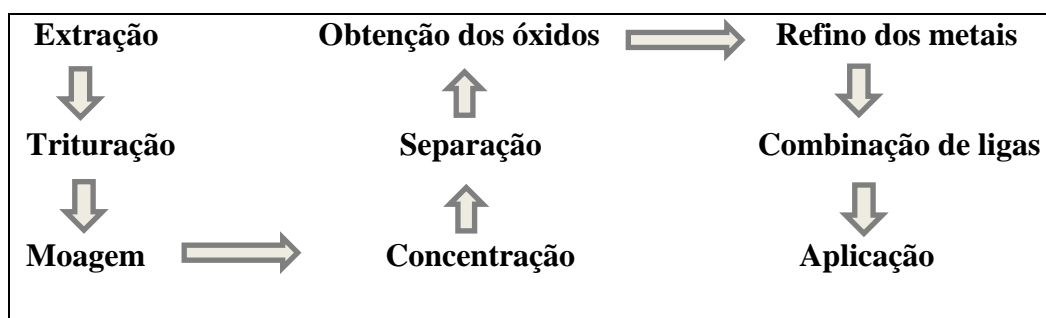 Extração
Trituração
Moagem
Concentração
Separação
Obtenção dos óxidos
Refino dos metais
Combinação de ligas
Aplicação